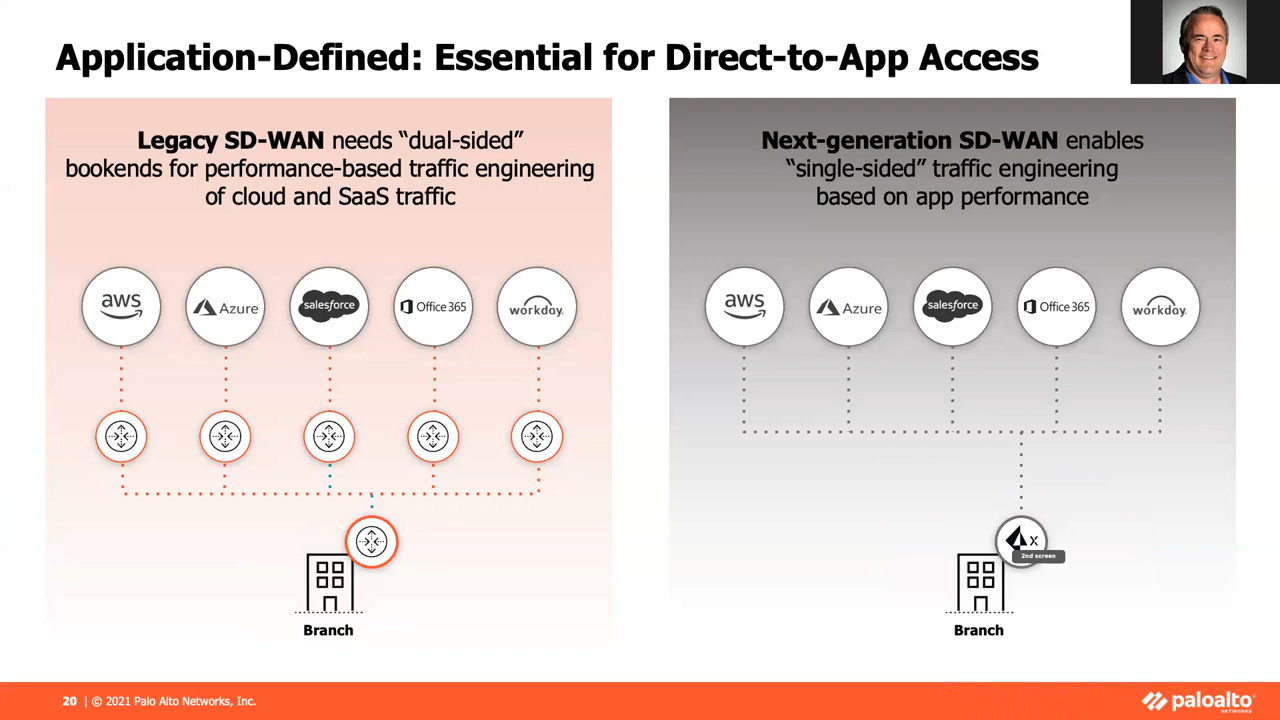 Application-Defined: Essential for Direct-to-App Access
Legacy SD-WAN needs “dual-sided”
bookends for performance-based traffic engineering
of cloud and SaaS traffic
aws
Azure
salesforce
Office 365
workday.
Branch
Next-generation SD-WAN enables
“single-sided” traffic engineering
based on app performance
aws
Azure
salesforce
Office 365
workday.
X
2nd screen
Branch
20 | © 2021 Palo Alto Networks, Inc.
paloalto
NETWORKS